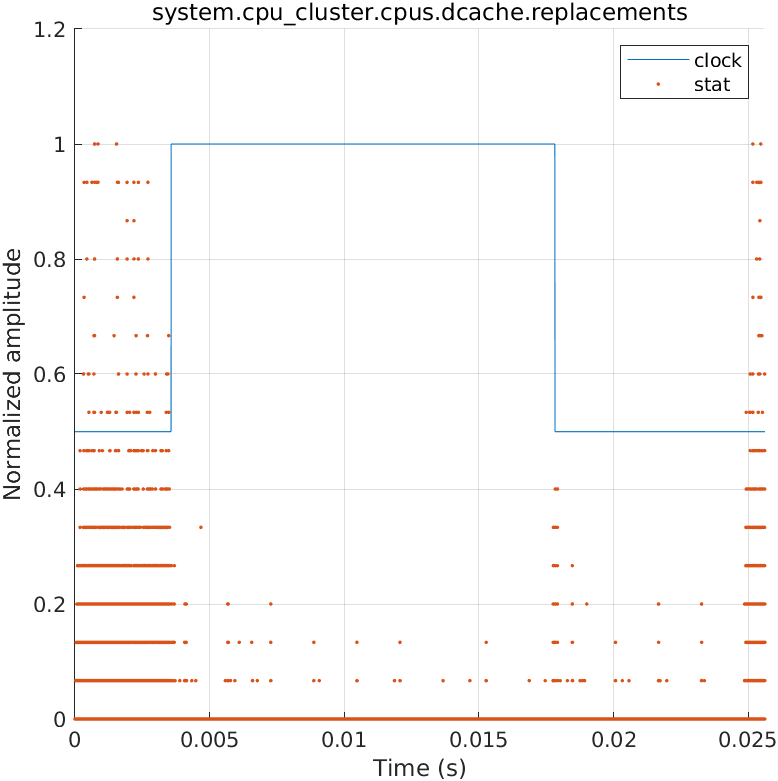 system.cpu_cluster.cpus.dcache.replacements
1.2
clock
stat
1
0.8
0.6
0.4
0.2
0
Normalized amplitude
0 0.005 0.01 0.015 0.02 0.025
Time (s)